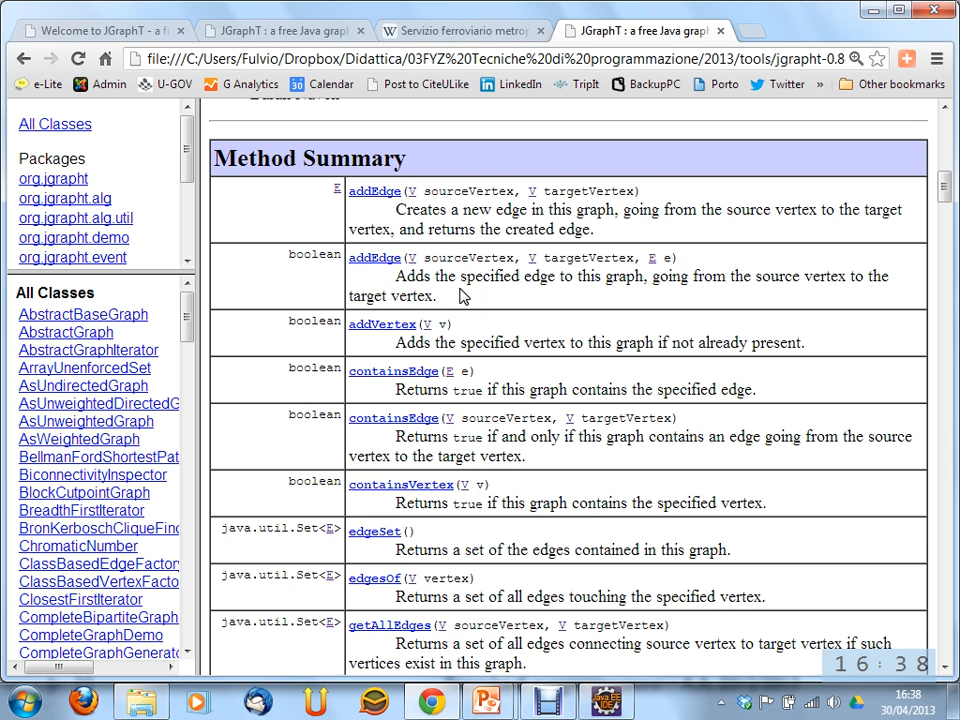 Welcome to JGraphT - a fr
JGraphT : a free Java grap
Servizio ferroviario metrop
JGraphT : a free Java grap
file:///C:/Users/Fulvio/Dropbox/Didattica/03FYZ%20Tecniche%20di%20programmazione/2013/tools/jgrapht-0.8
e-Lite
Admin
U-GOV
G Analytics
Calendar
Post to CiteULike
LinkedIn
TripIt
BackupPC
Porto
Twitter
»
Other bookmarks
All Classes
Packages
org.jgrapht
org.jgrapht.alg
org.jgrapht.alg.util
org.jgrapht.demo
org.jgrapht.event
All Classes
AbstractBaseGraph
AbstractGraph
AbstractGraphIterator
ArrayUnenforcedSet
AsUndirectedGraph
AsUnweightedDirectedG
AsUnweightedGraph
AsWeightedGraph
BellmanFordShortestPat
BiconnectivityInspector
BlockCutpointGraph
BreadthFirstIterator
BronKerboschCliqueFind
ChromaticNumber
ClassBasedEdgeFactory
ClassBasedVertexFacto
ClosestFirstIterator
CompleteBipartiteGraph
CompleteGraphDemo
CompleteGraphGenerato
Method Summary
E addEdge(V sourceVertex, V targetVertex)
Creates a new edge in this graph, going from the source vertex to the target
vertex, and returns the created edge.
boolean addEdge(V sourceVertex, V targetVertex, E e)
Adds the specified edge to this graph, going from the source vertex to the
target vertex.
boolean addVertex(V v)
Adds the specified vertex to this graph if not already present.
boolean containsEdge(E e)
Returns true if this graph contains the specified edge.
boolean containsEdge(V sourceVertex, V targetVertex)
Returns true if and only if this graph contains an edge going from the source
vertex to the target vertex.
boolean containsVertex(V v)
Returns true if this graph contains the specified vertex.
java.util.Set<E> edgeSet()
Returns a set of the edges contained in this graph.
java.util.Set<E> edgesOf(V vertex)
Returns a set of all edges touching the specified vertex.
java.util.Set<E> getAllEdges(V sourceVertex, V targetVertex)
Returns a set of all edges connecting source vertex to target vertex if such
vertices exist in this graph.
16:38
16:38
30/04/2013